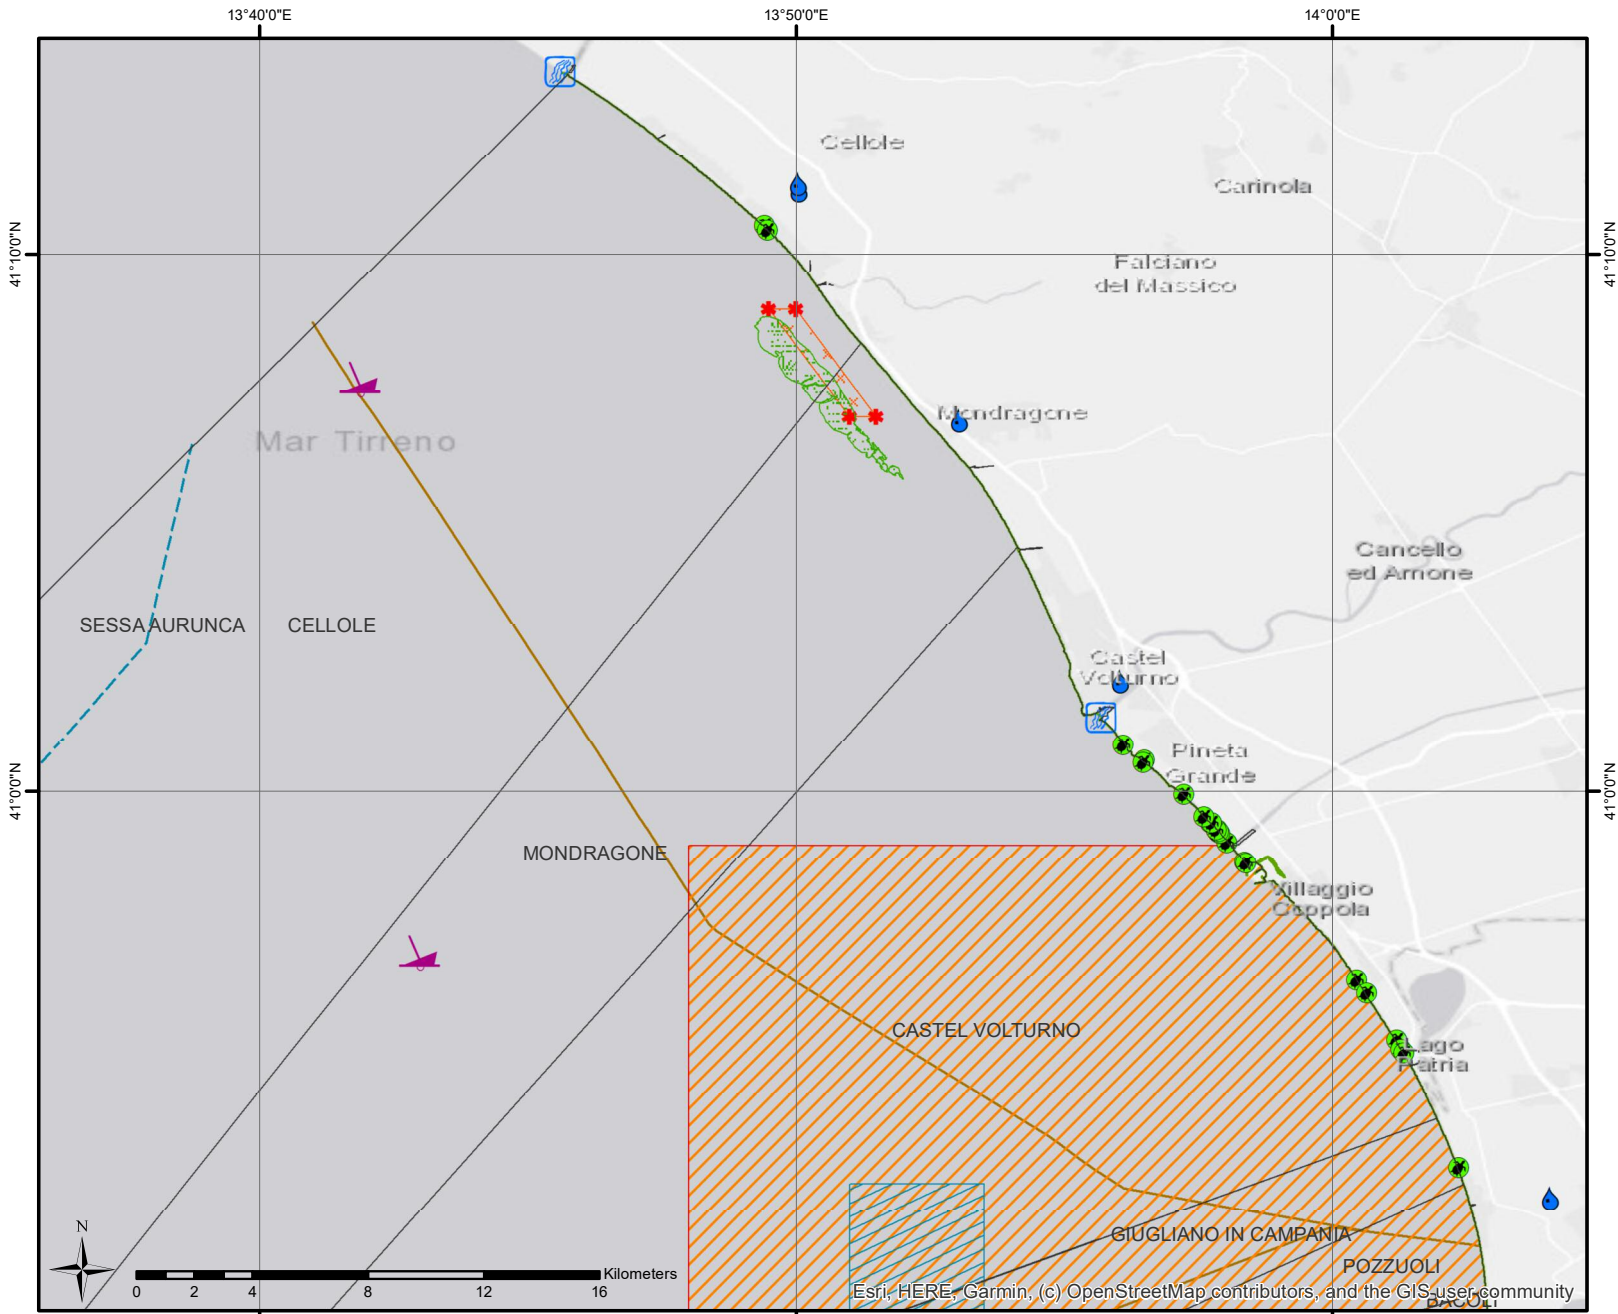 13°40'0"E
13°50'0"E
14°0'0"E
Cellole
Carinola
41°10'0"N
41°10'0"N
Falciano
del Massico
Mondragone
Mar Tirreno
Cancello
ed Arnone
SESSA AURUNCA
CELLOLE
Castel
Volturno
Pineta
Grande
41°0'0"N
41°0'0"N
MONDRAGONE
Villaggio
Coppola
CASTEL VOLTURNO
Lago
Patria
N
GIUGLIANO IN CAMPANIA
POZZUOLI
Kilometers
0 2 4 8 12 16
Esri, HERE, Garmin, (c) OpenStreetMap contributors, and the GIS user community
BACOLI